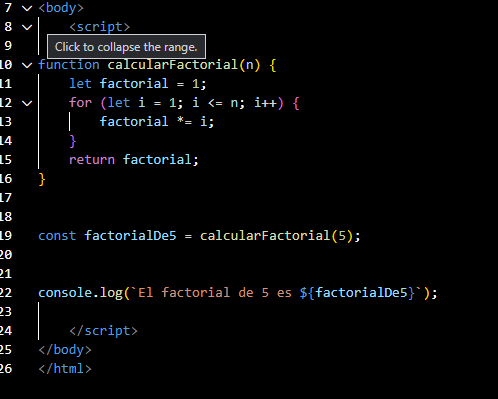 7 <body>
8 <script>
9 Click to collapse the range.
10 function calcularFactorial(n) {
11 let factorial = 1;
12 for (let i = 1; i <= n; i++) {
13 factorial *= i;
14 }
15 return factorial;
16 }
17
18
19 const factorialDe5 = calcularFactorial(5);
20
21
22 console.log(`El factorial de 5 es ${factorialDe5}`);
23
24 </script>
25 </body>
26 </html>